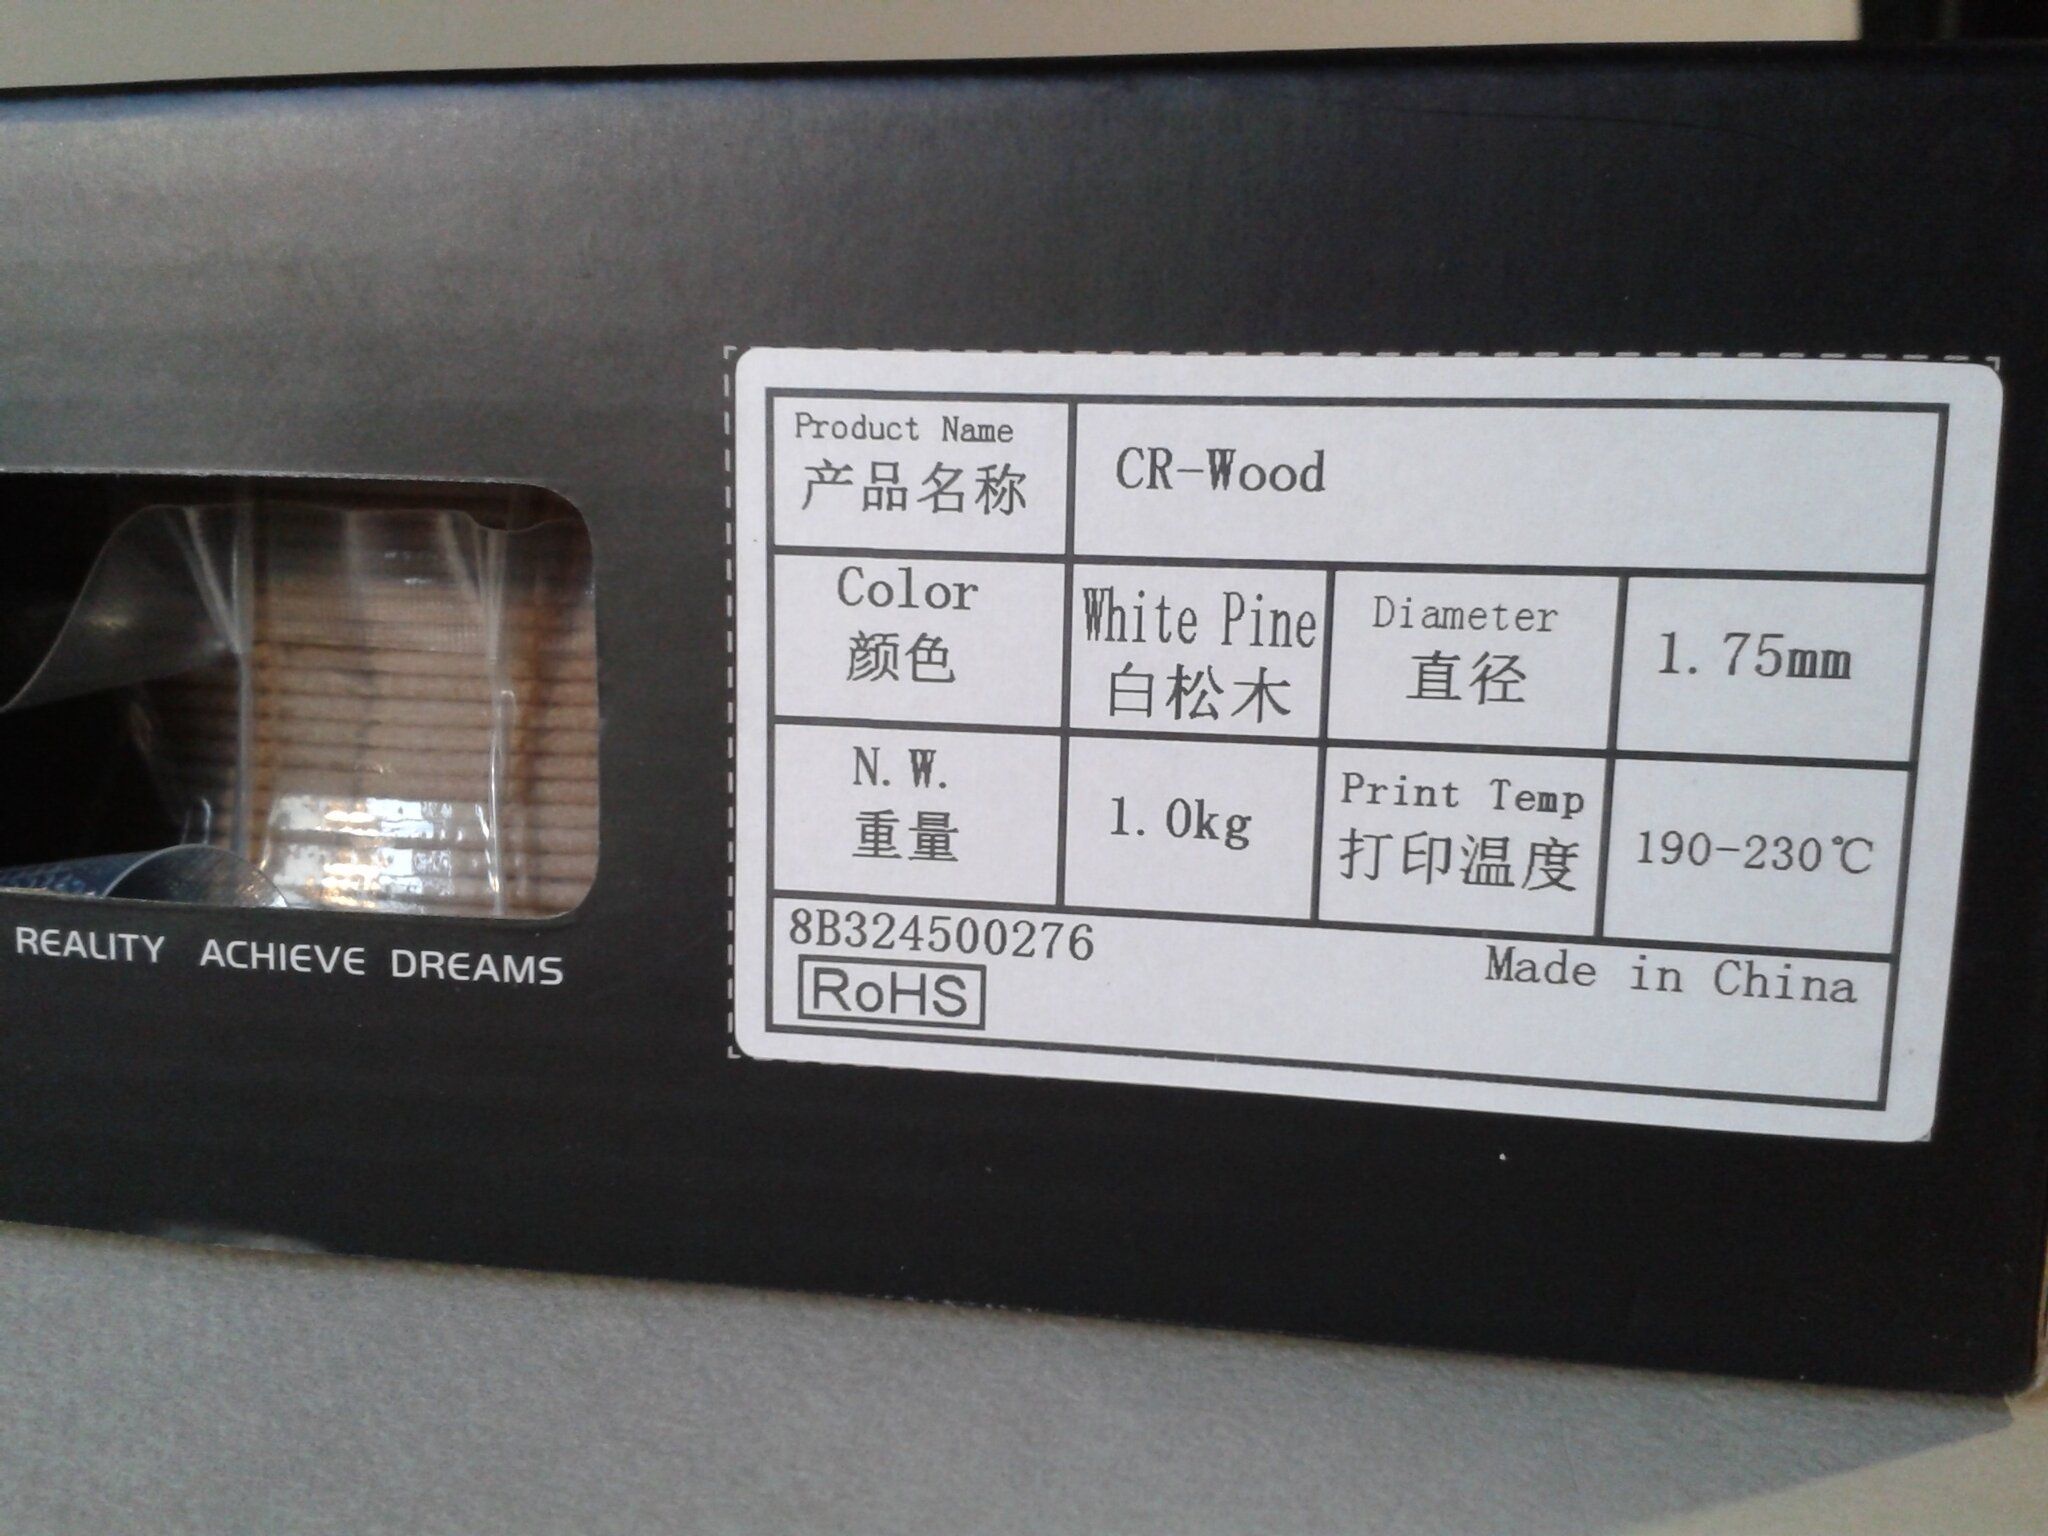 REALITY ACHIEVE DREAMS
Product Name
产品名称
CR-Wood
Color
颜色
White Pine
白松木
Diameter
直径
1.75mm
N.W.
重量
1.0kg
Print Temp
打印温度
190-230℃
8B324500276
RoHS
Made in China